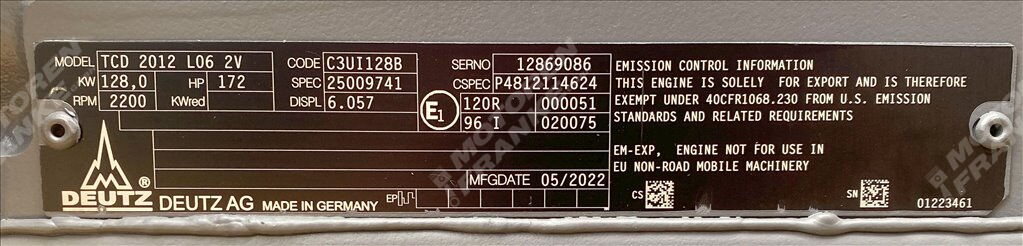 MODEL TCD 2012 L06 2V CODE C3UI128B SERNO 12869086
KW 128,0 HP 172 SPEC 25009741 CSPEC P4812114624
RPM 2200 KWred DISPL 6.057 E1 120R 000051
96 I 020075
MFGDATE 05/2022
DEUTZ ® DEUTZ AG MADE IN GERMANY EP
EMISSION CONTROL INFORMATION
THIS ENGINE IS SOLELY FOR EXPORT AND IS THEREFORE
EXEMPT UNDER 40CFR1068.230 FROM U.S. EMISSION
STANDARDS AND RELATED REQUIREMENTS
EM-EXP, ENGINE NOT FOR USE IN
EU NON-ROAD MOBILE MACHINERY
CS SN
01223461
MOTOREN
FRANKEN